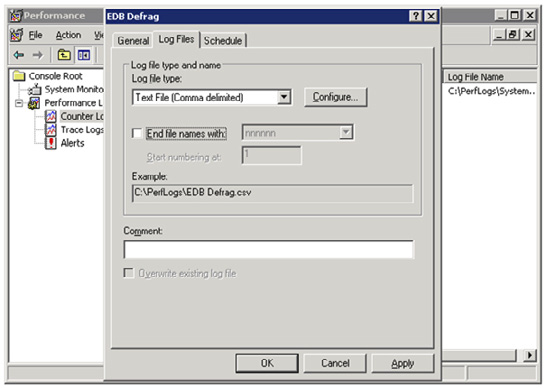 Performance
File Action Vi
Console Root
System Monito
Performance L
Counter Lo
Trace Logs
Alerts
EDB Defrag
General Log Files Schedule
Log file type and name
Log file type:
Text File (Comma delimited) Configure...
End file names with: nnnnnn
Start numbering at: 1
Example:
C:\PerfLogs\EDB Defrag.csv
Comment:
Overwrite existing log file
OK Cancel Apply
Log File Name
C:\PerfLogs\System...